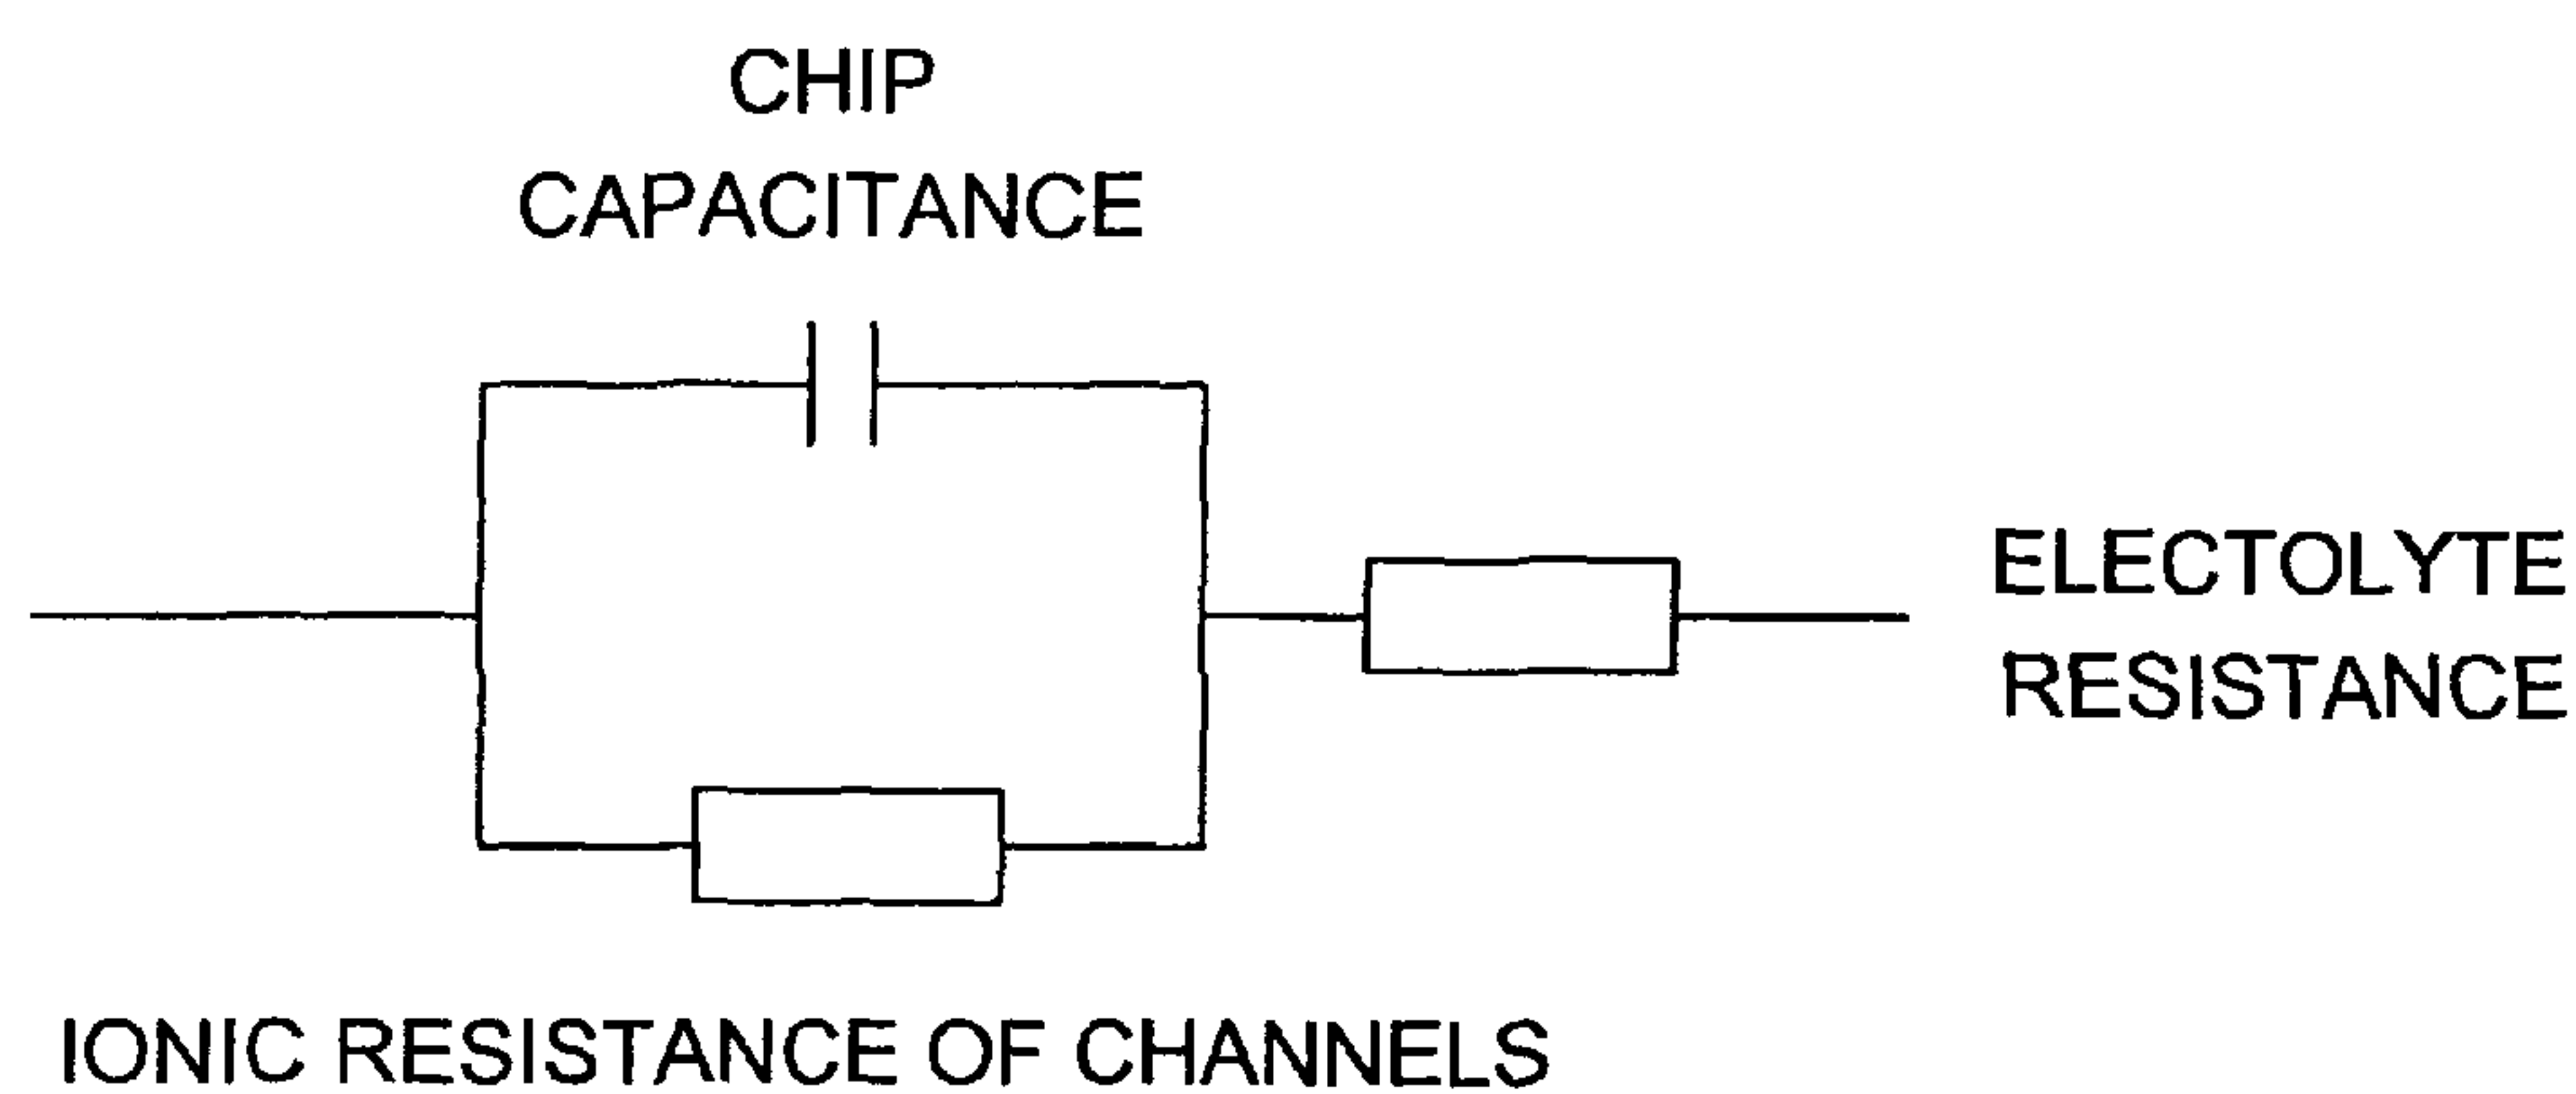 CHIP
CAPACITANCE
ELECTOLYTE
RESISTANCE
IONIC RESISTANCE OF CHANNELS